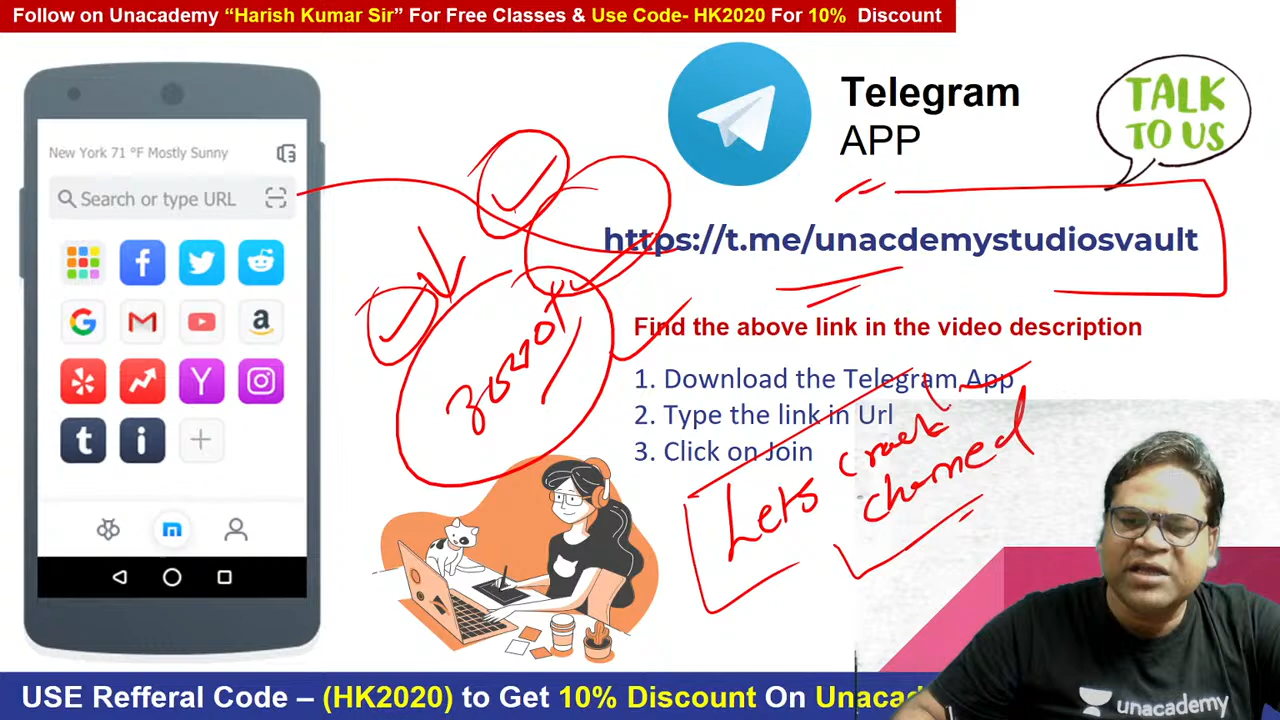 Follow on Unacademy “Harish Kumar Sir” For Free Classes & Use Code- HK2020 For 10% Discount
New York 71 °F Mostly Sunny
Search or type URL
Telegram
APP
TALK
TO US
https://t.me/unacdemystudiosvault
Find the above link in the video description
1. Download the Telegram App
2. Type the link in Url
3. Click on Join
Lets crack
unacademy
USE Refferal Code – (HK2020) to Get 10% Discount On Unacad